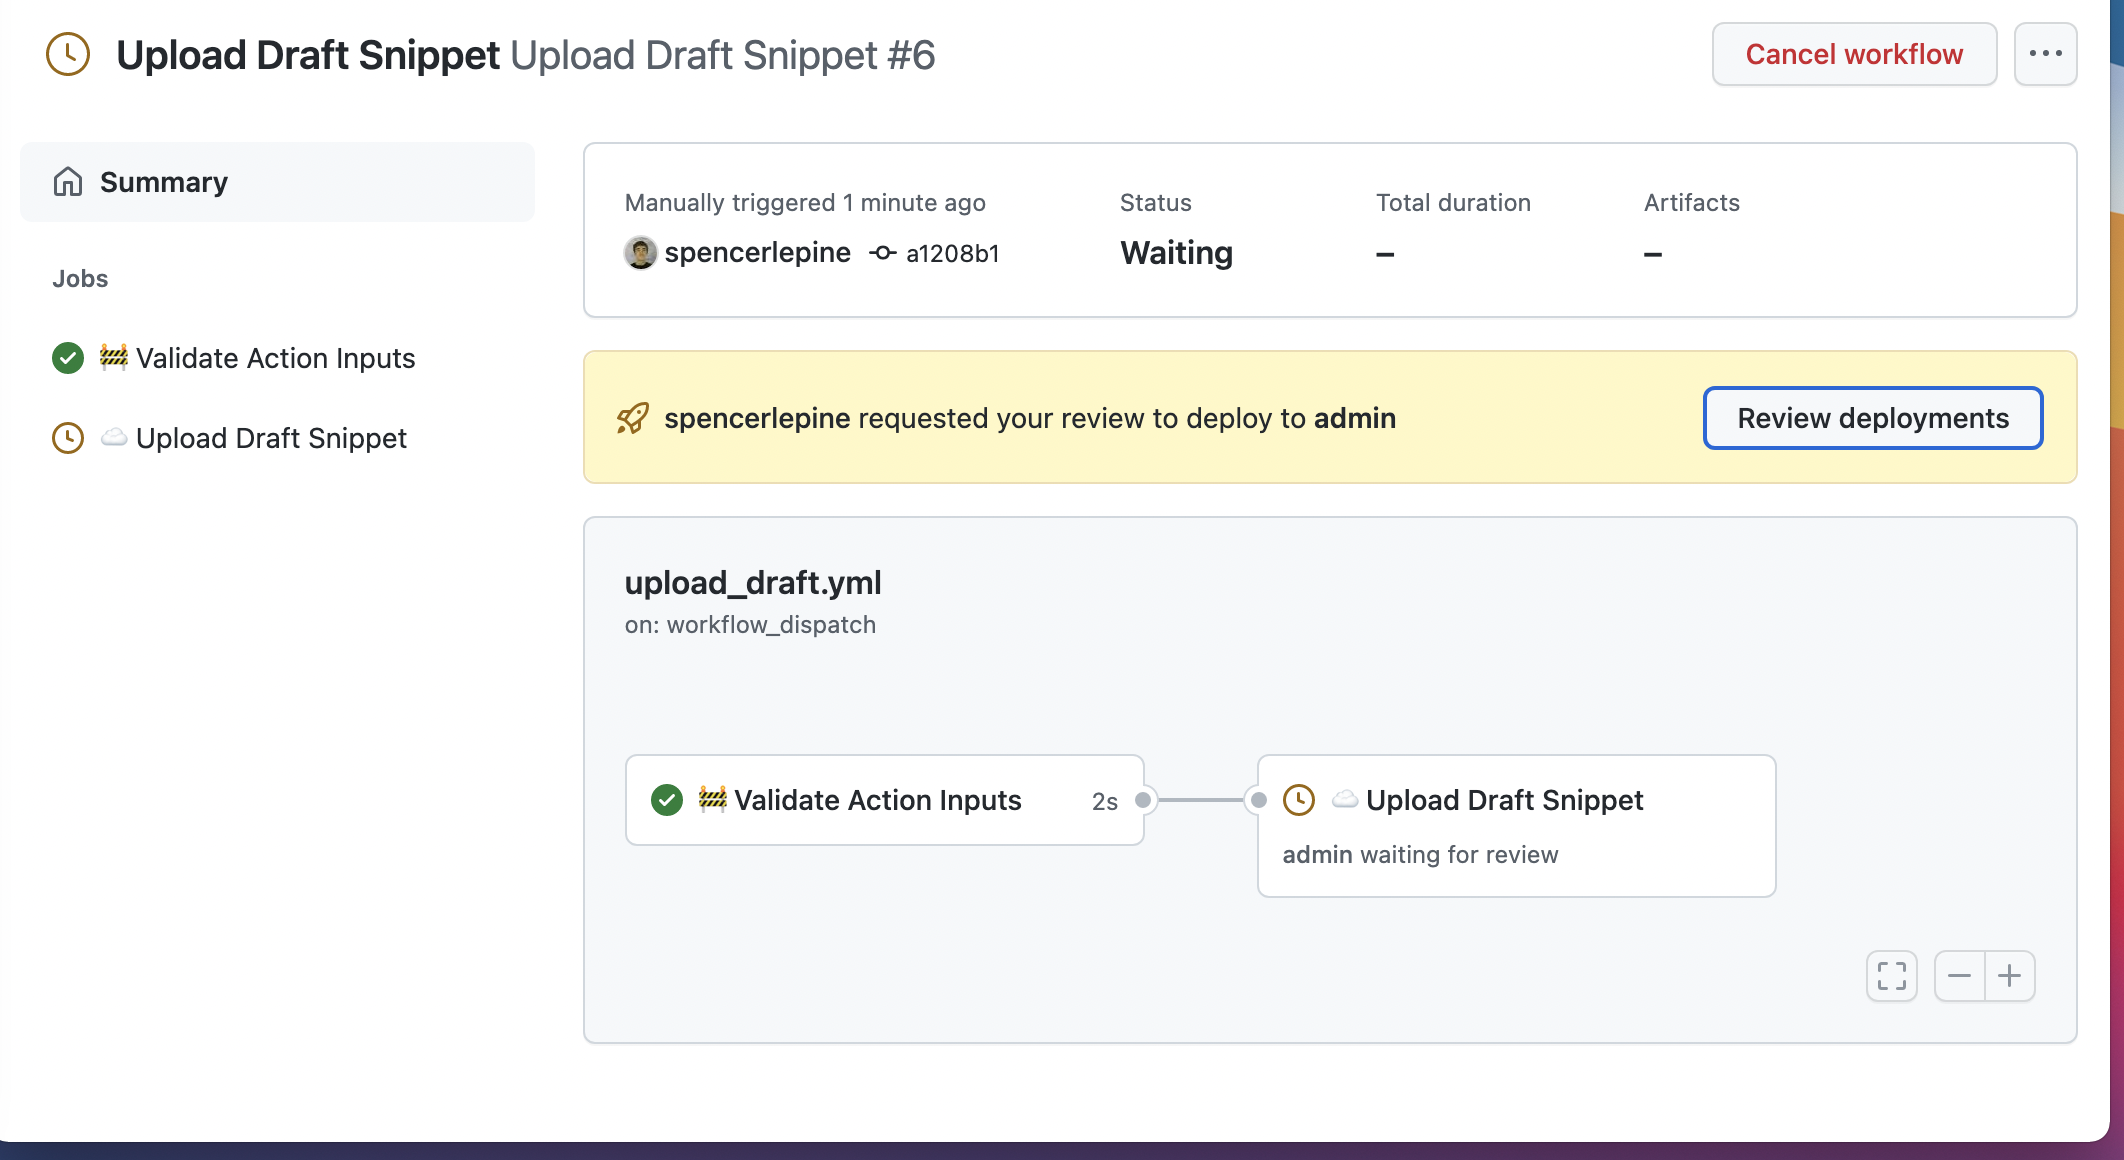 Upload Draft Snippet Upload Draft Snippet #6
Cancel workflow
Summary
Jobs
Validate Action Inputs
Upload Draft Snippet
Manually triggered 1 minute ago
spencerlepine a1208b1
Status
Waiting
Total duration
–
Artifacts
–
spencerlepine requested your review to deploy to admin
Review deployments
upload_draft.yml
on: workflow_dispatch
Validate Action Inputs 2s
Upload Draft Snippet
admin waiting for review